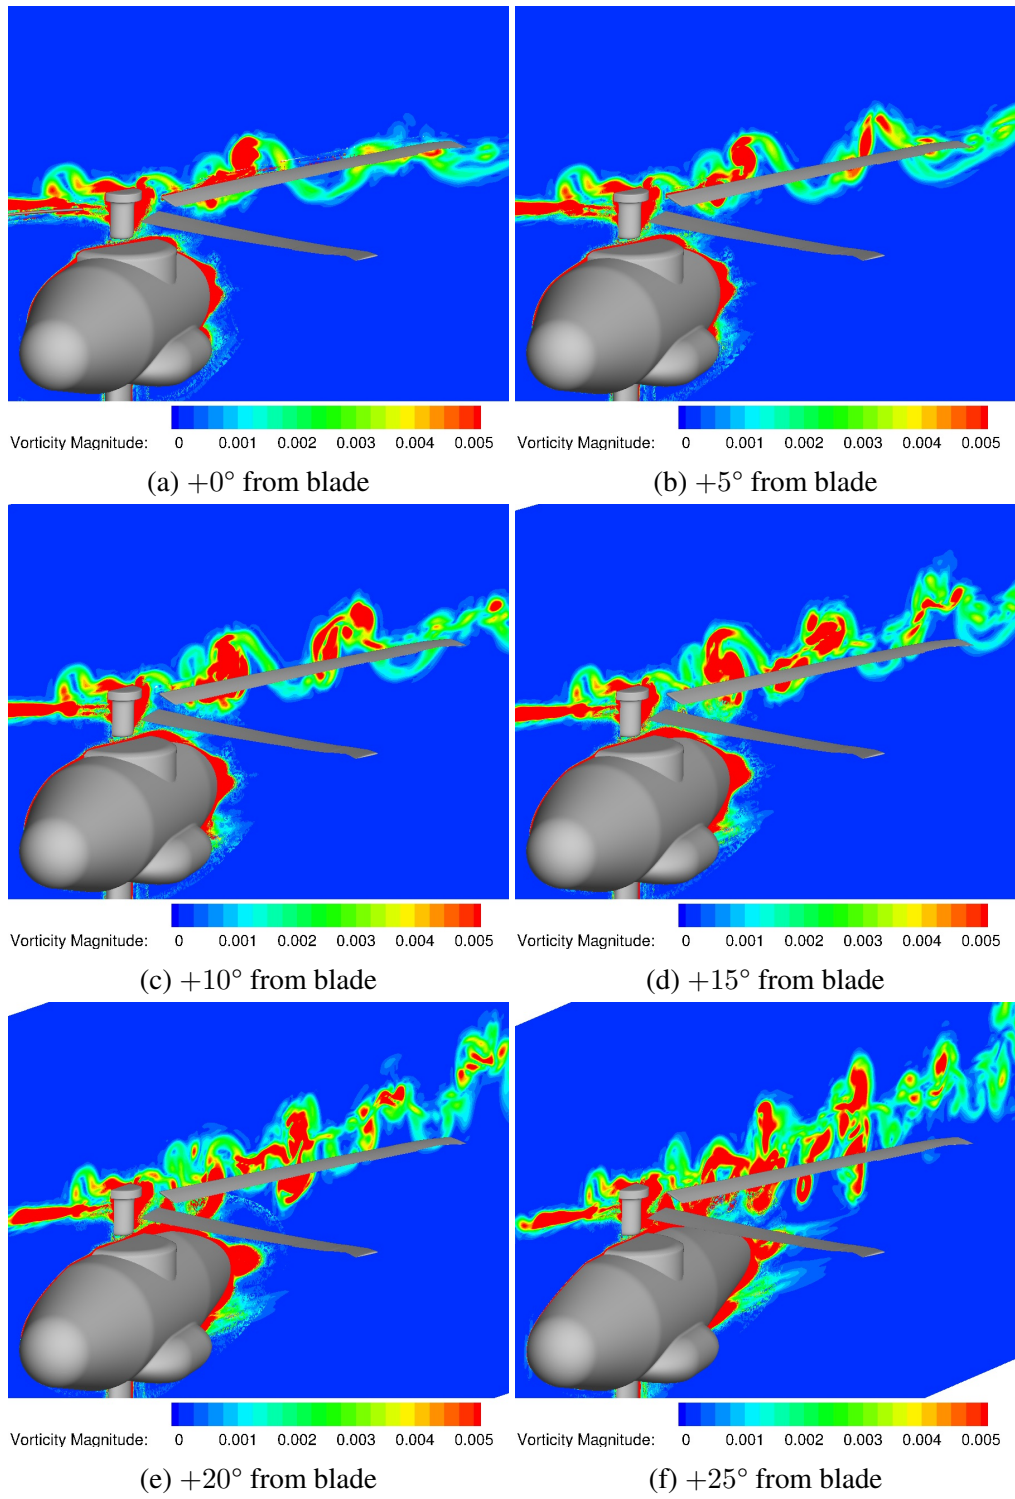 Vorticity Magnitude: 0 0.001 0.002 0.003 0.004 0.005
Vorticity Magnitude: 0 0.001 0.002 0.003 0.004 0.005
(a) +0° from blade
(b) +5° from blade
Vorticity Magnitude: 0 0.001 0.002 0.003 0.004 0.005
Vorticity Magnitude: 0 0.001 0.002 0.003 0.004 0.005
(c) +10° from blade
(d) +15° from blade
Vorticity Magnitude: 0 0.001 0.002 0.003 0.004 0.005
Vorticity Magnitude: 0 0.001 0.002 0.003 0.004 0.005
(e) +20° from blade
(f) +25° from blade